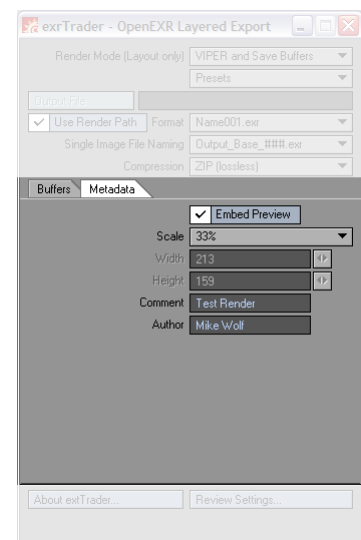 exrTrader - OpenEXR Layered Export
Render Mode (Layout only) VIPER and Save Buffers
Presets
Output File
Use Render Path Format Name001.exr
Single Image File Naming Output_Base_###.exr
Compression ZIP (lossless)
Buffers Metadata
Embed Preview
Scale 33%
Width 213
Height 159
Comment Test Render
Author Mike Wolf
About extTrader... Review Settings...